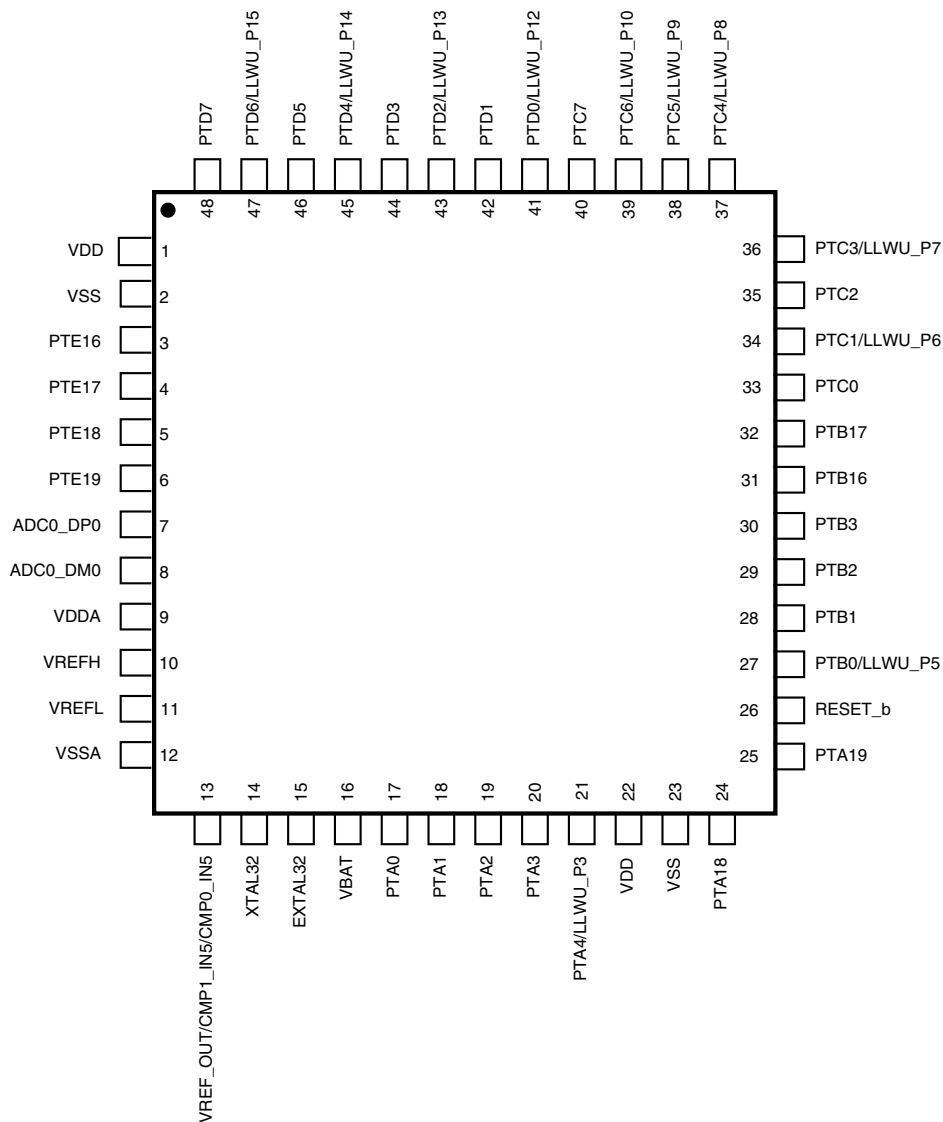 PTD7
PTD6/LLWU_P15
PTD5
PTD4/LLWU_P14
PTD3
PTD2/LLWU_P13
PTD1
PTD0/LLWU_P12
PTC7
PTC6/LLWU_P10
PTC5/LLWU_P9
PTC4/LLWU_P8
48
47
46
45
44
43
42
41
40
39
38
37
VDD 1
VSS 2
PTE16 3
PTE17 4
PTE18 5
PTE19 6
ADC0_DP0 7
ADC0_DM0 8
VDDA 9
VREFH 10
VREFL 11
VSSA 12
36 PTC3/LLWU_P7
35 PTC2
34 PTC1/LLWU_P6
33 PTC0
32 PTB17
31 PTB16
30 PTB3
29 PTB2
28 PTB1
27 PTB0/LLWU_P5
26 RESET_b
25 PTA19
13
14
15
16
17
18
19
20
21
22
23
24
VREF_OUT/CMP1_IN5/CMP0_IN5
XTAL32
EXTAL32
VBAT
PTA0
PTA1
PTA2
PTA3
PTA4/LLWU_P3
VDD
VSS
PTA18